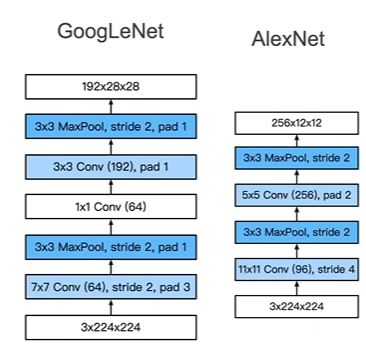 GoogLeNet
192x28x28
3x3 MaxPool, stride 2, pad 1
3x3 Conv (192), pad 1
1x1 Conv (64)
3x3 MaxPool, stride 2, pad 1
7x7 Conv (64), stride 2, pad 3
3x224x224
AlexNet
256x12x12
3x3 MaxPool, stride 2
5x5 Conv (256), pad 2
3x3 MaxPool, stride 2
11x11 Conv (96), stride 4
3x224x224